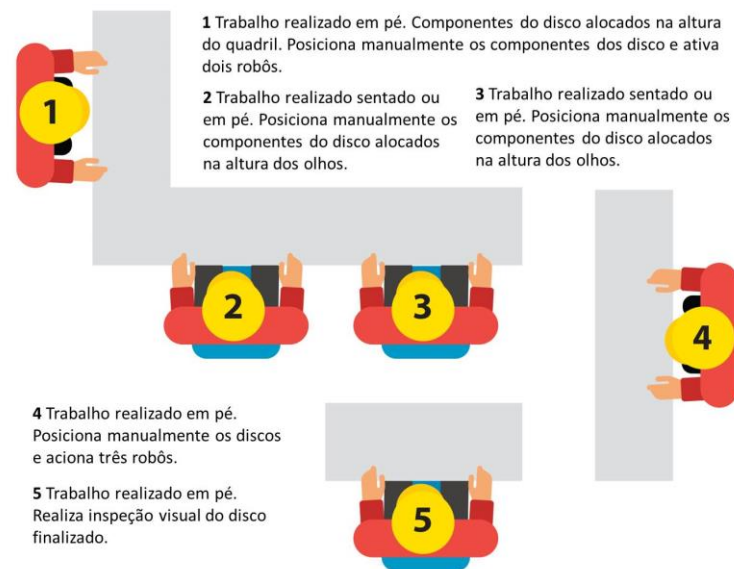 1 Trabalho realizado em pé. Componentes do disco alocados na altura
do quadril. Posiciona manualmente os componentes dos disco e ativa
dois robôs.
2 Trabalho realizado sentado ou
em pé. Posiciona manualmente os
componentes do disco alocados
na altura dos olhos.
3 Trabalho realizado sentado ou
em pé. Posiciona manualmente os
componentes do disco alocados
na altura dos olhos.
1
2
3
4
4 Trabalho realizado em pé.
Posiciona manualmente os discos
e aciona três robôs.
5 Trabalho realizado em pé.
Realiza inspeção visual do disco
finalizado.
5